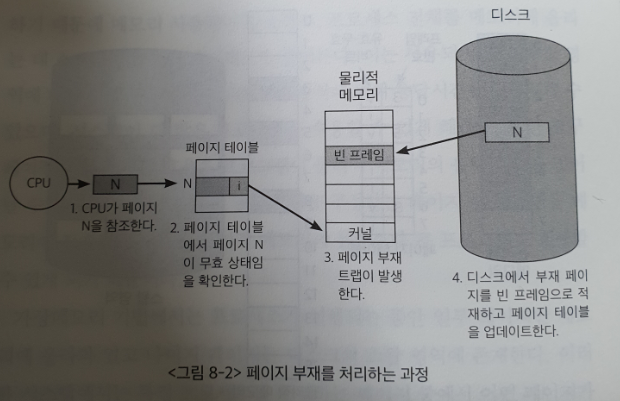 디스크
물리적
메모리
페이지 테이블
빈 프레임
N
CPU
N
N
i
1. CPU가 페이지
N을 참조한다.
2. 페이지 테이블
에서 페이지 N
이 무효 상태임
을 확인한다.
커널
3. 페이지 부재
트랩이 발생
한다.
4. 디스크에서 부재 페이
지를 빈 프레임으로 적
재하고 페이지 테이블
을 업데이트한다.
<그림 8-2> 페이지 부재를 처리하는 과정